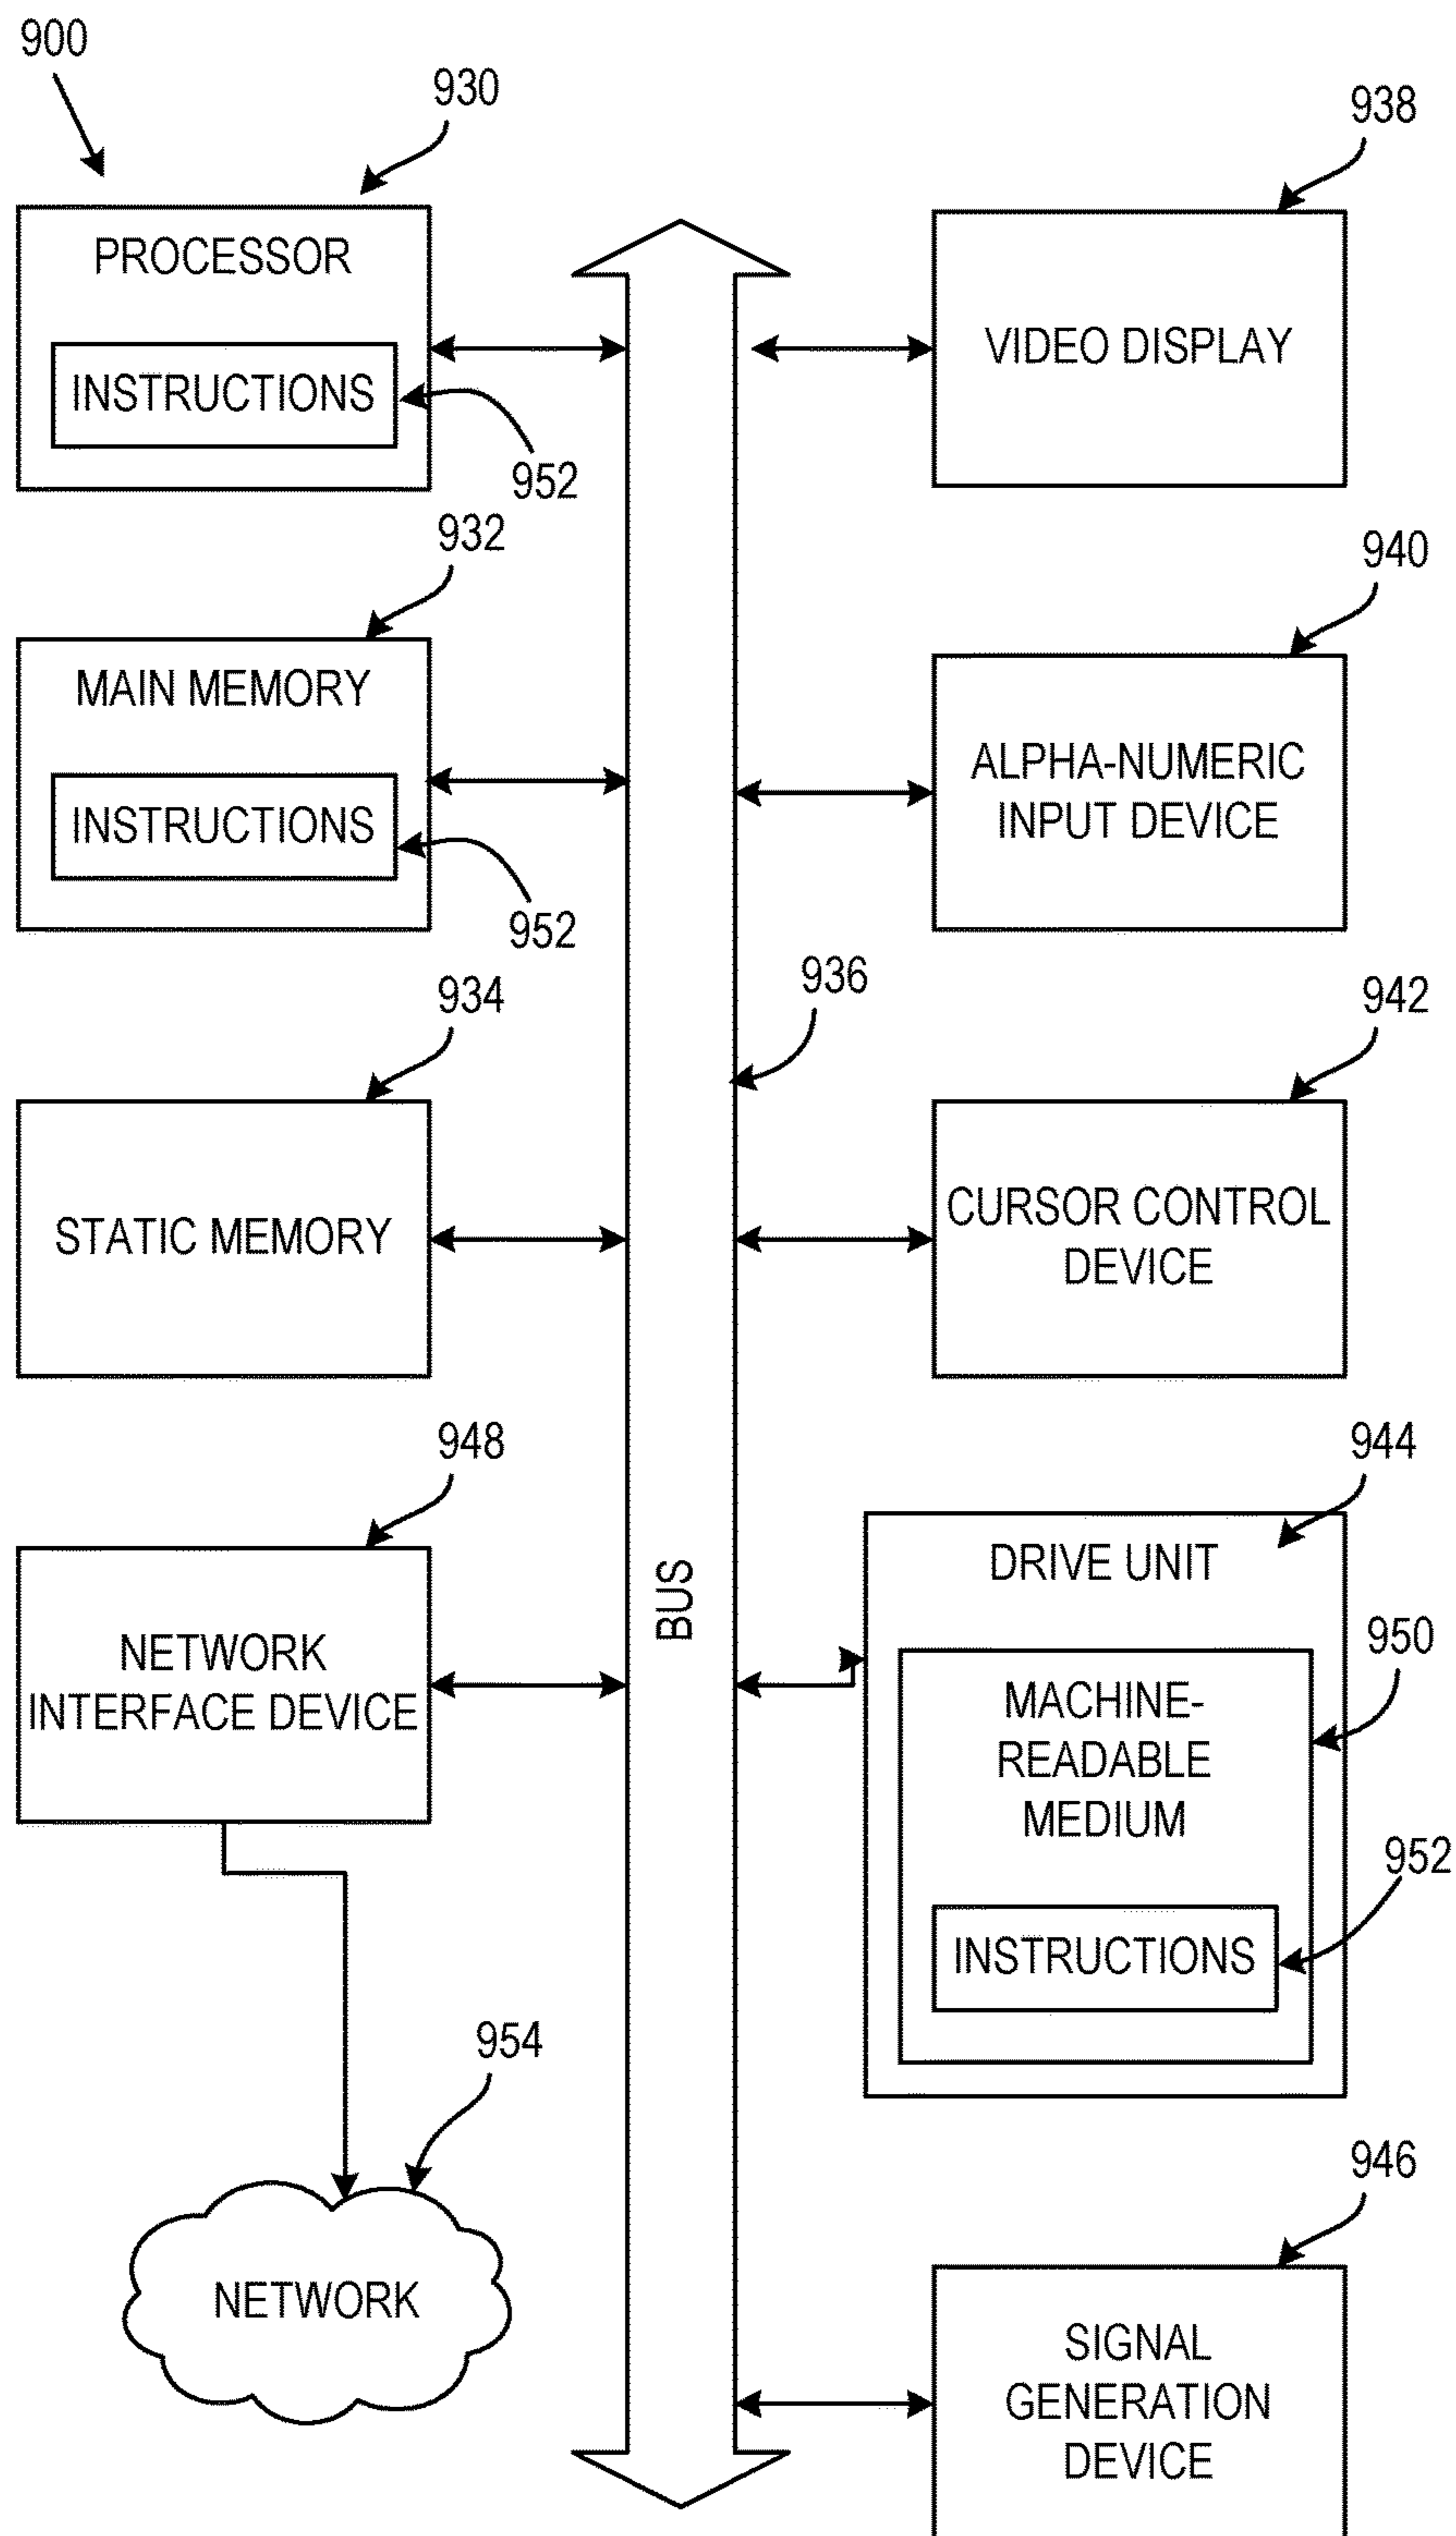 900
930
PROCESSOR
INSTRUCTIONS
952
932
MAIN MEMORY
INSTRUCTIONS
952
934
STATIC MEMORY
948
NETWORK
INTERFACE DEVICE
954
NETWORK
936
BUS
938
VIDEO DISPLAY
940
ALPHA-NUMERIC
INPUT DEVICE
942
CURSOR CONTROL
DEVICE
944
DRIVE UNIT
950
MACHINE-
READABLE
MEDIUM
952
INSTRUCTIONS
946
SIGNAL
GENERATION
DEVICE